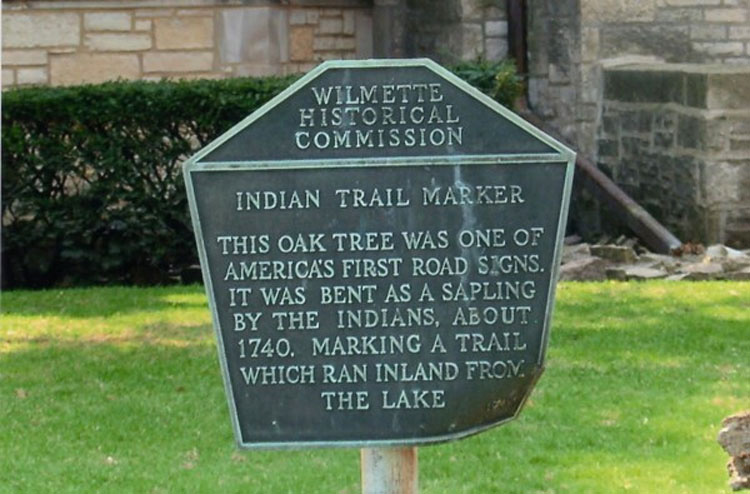 WILMETTE
HISTORICAL
COMMISSION
INDIAN TRAIL MARKER
THIS OAK TREE WAS ONE OF
AMERICA'S FIRST ROAD SIGNS.
IT WAS BENT AS A SAPLING
BY THE INDIANS, ABOUT
1740. MARKING A TRAIL
WHICH RAN INLAND FROM
THE LAKE